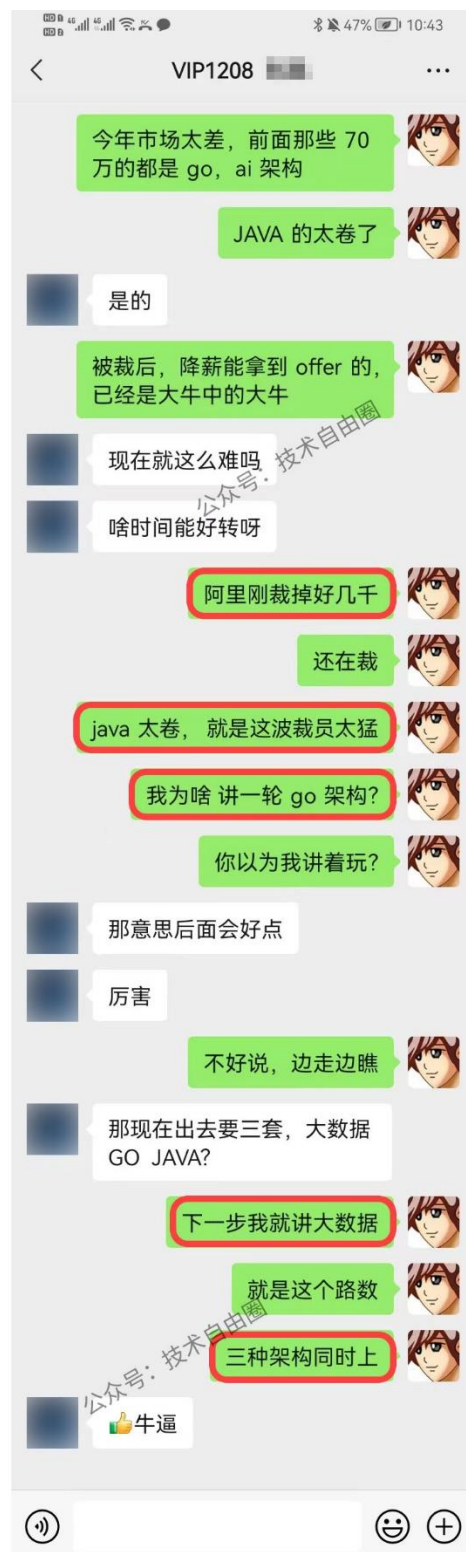 HD 8 46 46 47% 10:43
HD 8
VIP1208
今年市场太差,前面那些 70
万的都是 go,ai 架构
JAVA 的太卷了
是的
被裁后,降薪能拿到 offer 的,
已经是大牛中的大牛
现在就这么难吗
公众号:技术自由圈
啥时间能好转呀
阿里刚裁掉好几千
还在裁
java 太卷, 就是这波裁员太猛
我为啥 讲一轮 go 架构?
你以为我讲着玩?
那意思后面会好点
厉害
不好说,边走边瞧
那现在出去要三套,大数据
GO JAVA?
下一步我就讲大数据
就是这个路数
公众号:技术自由圈
三种架构同时上
👍牛逼